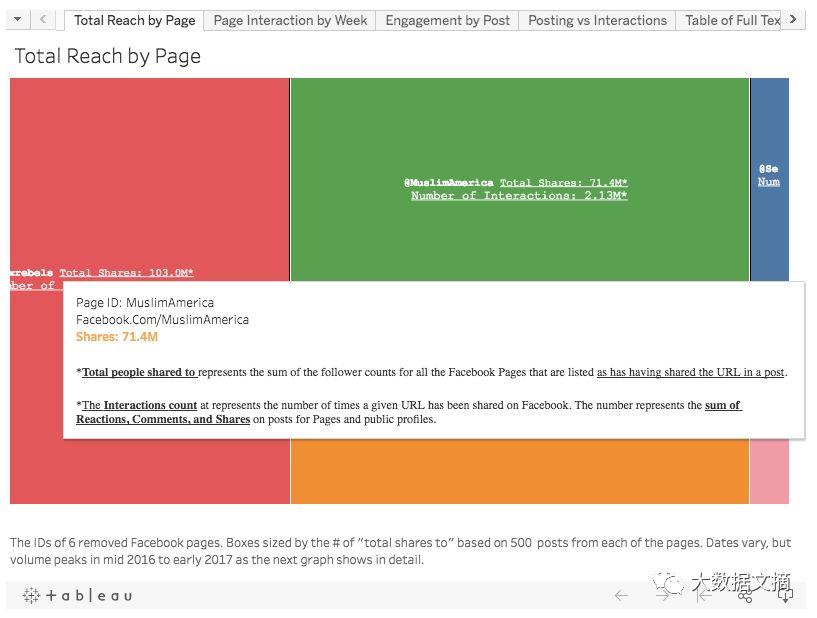 Total Reach by Page
Page Interaction by Week
Engagement by Post
Posting vs Interactions
Table of Full Tex
Total Reach by Page
@MuslimAmerica Total Shares: 71.4M*
Number of Interactions: 2.13M*
@Se
Num
xrebels Total Shares: 103.0M*
mber of
Page ID: MuslimAmerica
Facebook.Com/MuslimAmerica
Shares: 71.4M
*Total people shared to represents the sum of the follower counts for all the Facebook Pages that are listed as has having shared the URL in a post.
*The Interactions count at represents the number of times a given URL has been shared on Facebook. The number represents the sum of
Reactions, Comments, and Shares on posts for Pages and public profiles.
The IDs of 6 removed Facebook pages. Boxes sized by the # of "total shares to" based on 500 posts from each of the pages. Dates vary, but
volume peaks in mid 2016 to early 2017 as the next graph shows in detail.
大数据文摘
+ableau